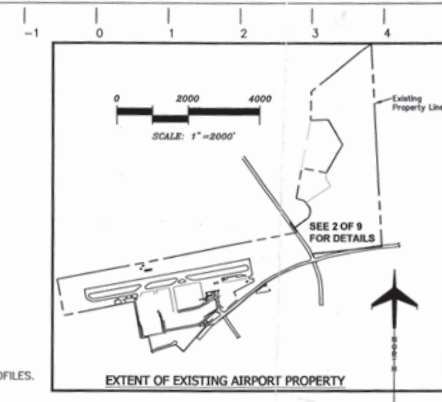 -1 0 1 2 3 4
0 2000 4000
SCALE: 1"=2000'
Existing
Property Line
SEE 2 OF 9
FOR DETAILS
NORTH
OFILES.
EXTENT OF EXISTING AIRPORT PROPERTY